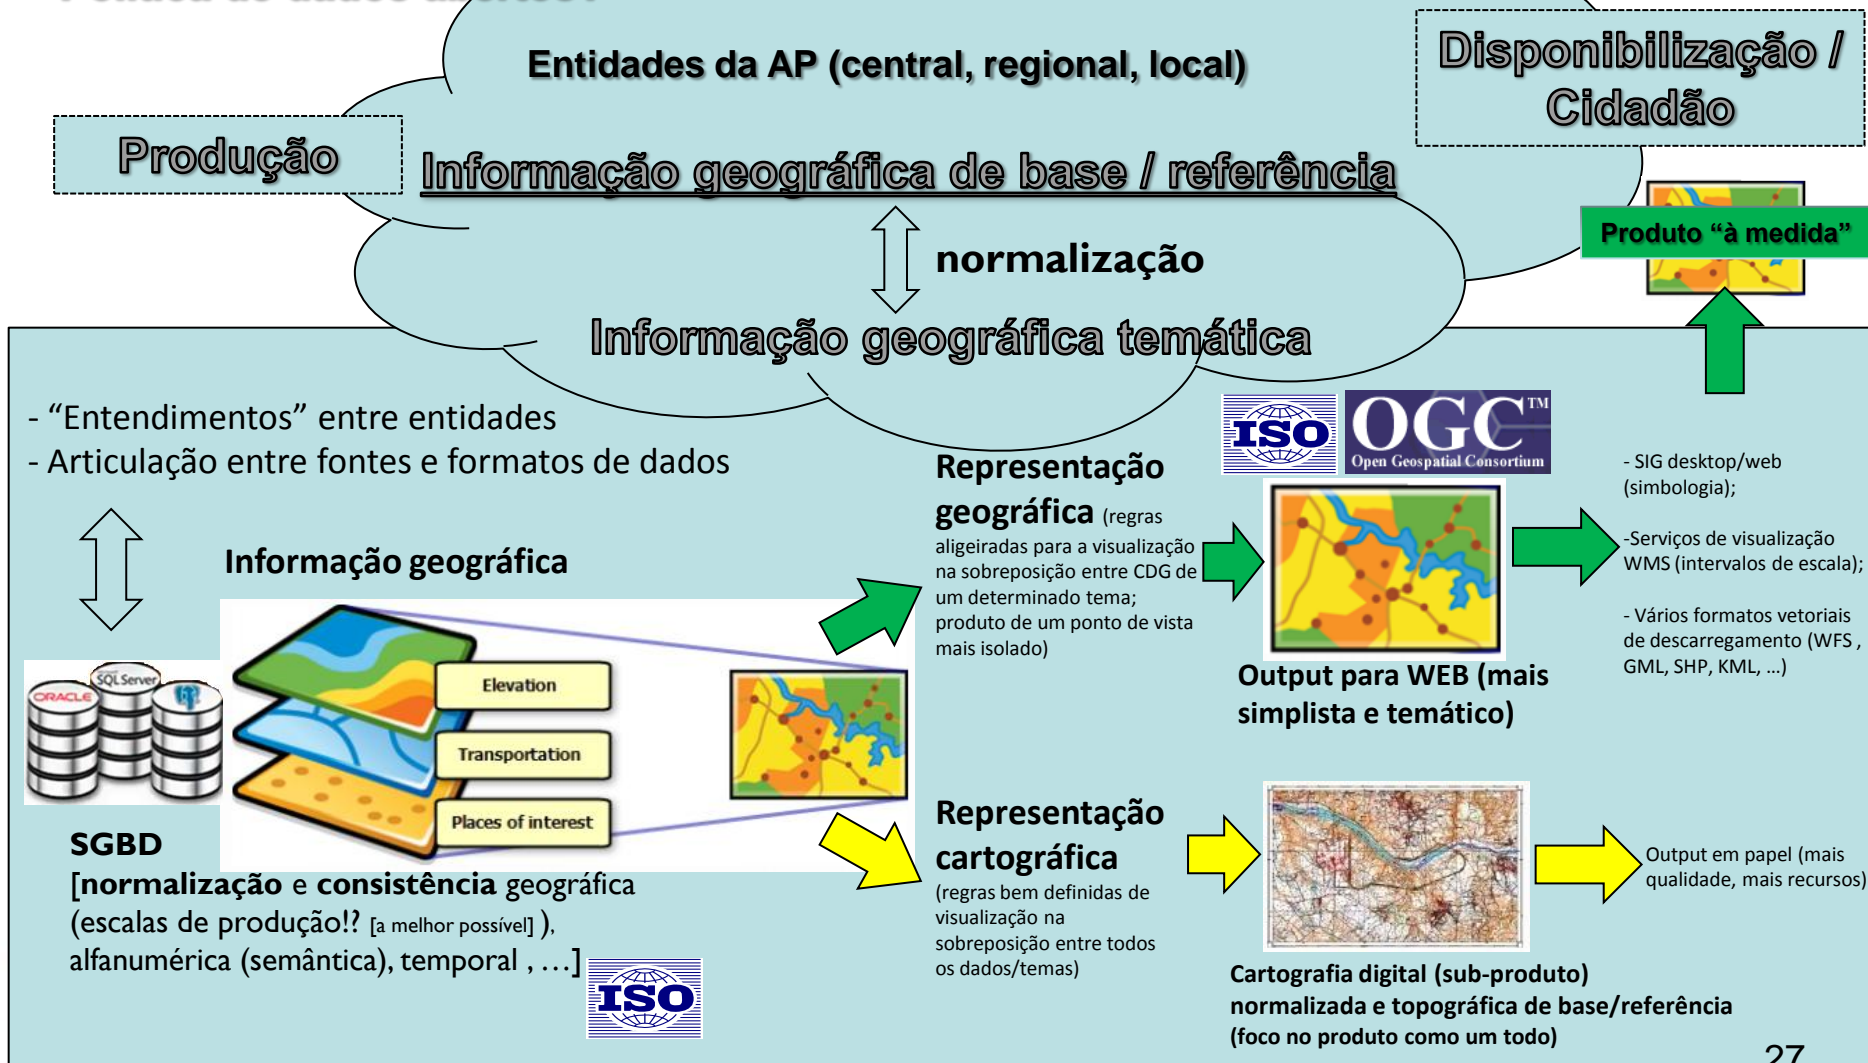 Política de dados abertos?
Entidades da AP (central, regional, local)
Disponibilização /
Cidadão
Produção
Informação geográfica de base / referência
Produto “à medida”
normalização
Informação geográfica temática
- “Entendimentos” entre entidades
- Articulação entre fontes e formatos de dados
ISO
OGC TM
Open Geospatial Consortium
Informação geográfica
ORACLE
SQL Server
Elevation
Transportation
Places of interest
SGBD
[normalização e consistência geográfica
(escalas de produção!? [a melhor possível] ),
alfanumérica (semântica), temporal , …]
ISO
Representação
geográfica (regras
aligeiradas para a visualização
na sobreposição entre CDG de
um determinado tema;
produto de um ponto de vista
mais isolado)
Output para WEB (mais
simplista e temático)
- SIG desktop/web
(simbologia);
-Serviços de visualização
WMS (intervalos de escala);
- Vários formatos vetoriais
de descarregamento (WFS ,
GML, SHP, KML, …)
Representação
cartográfica
(regras bem definidas de
visualização na
sobreposição entre todos
os dados/temas)
Cartografia digital (sub-produto)
normalizada e topográfica de base/referência
(foco no produto como um todo)
Output em papel (mais
qualidade, mais recursos)
27